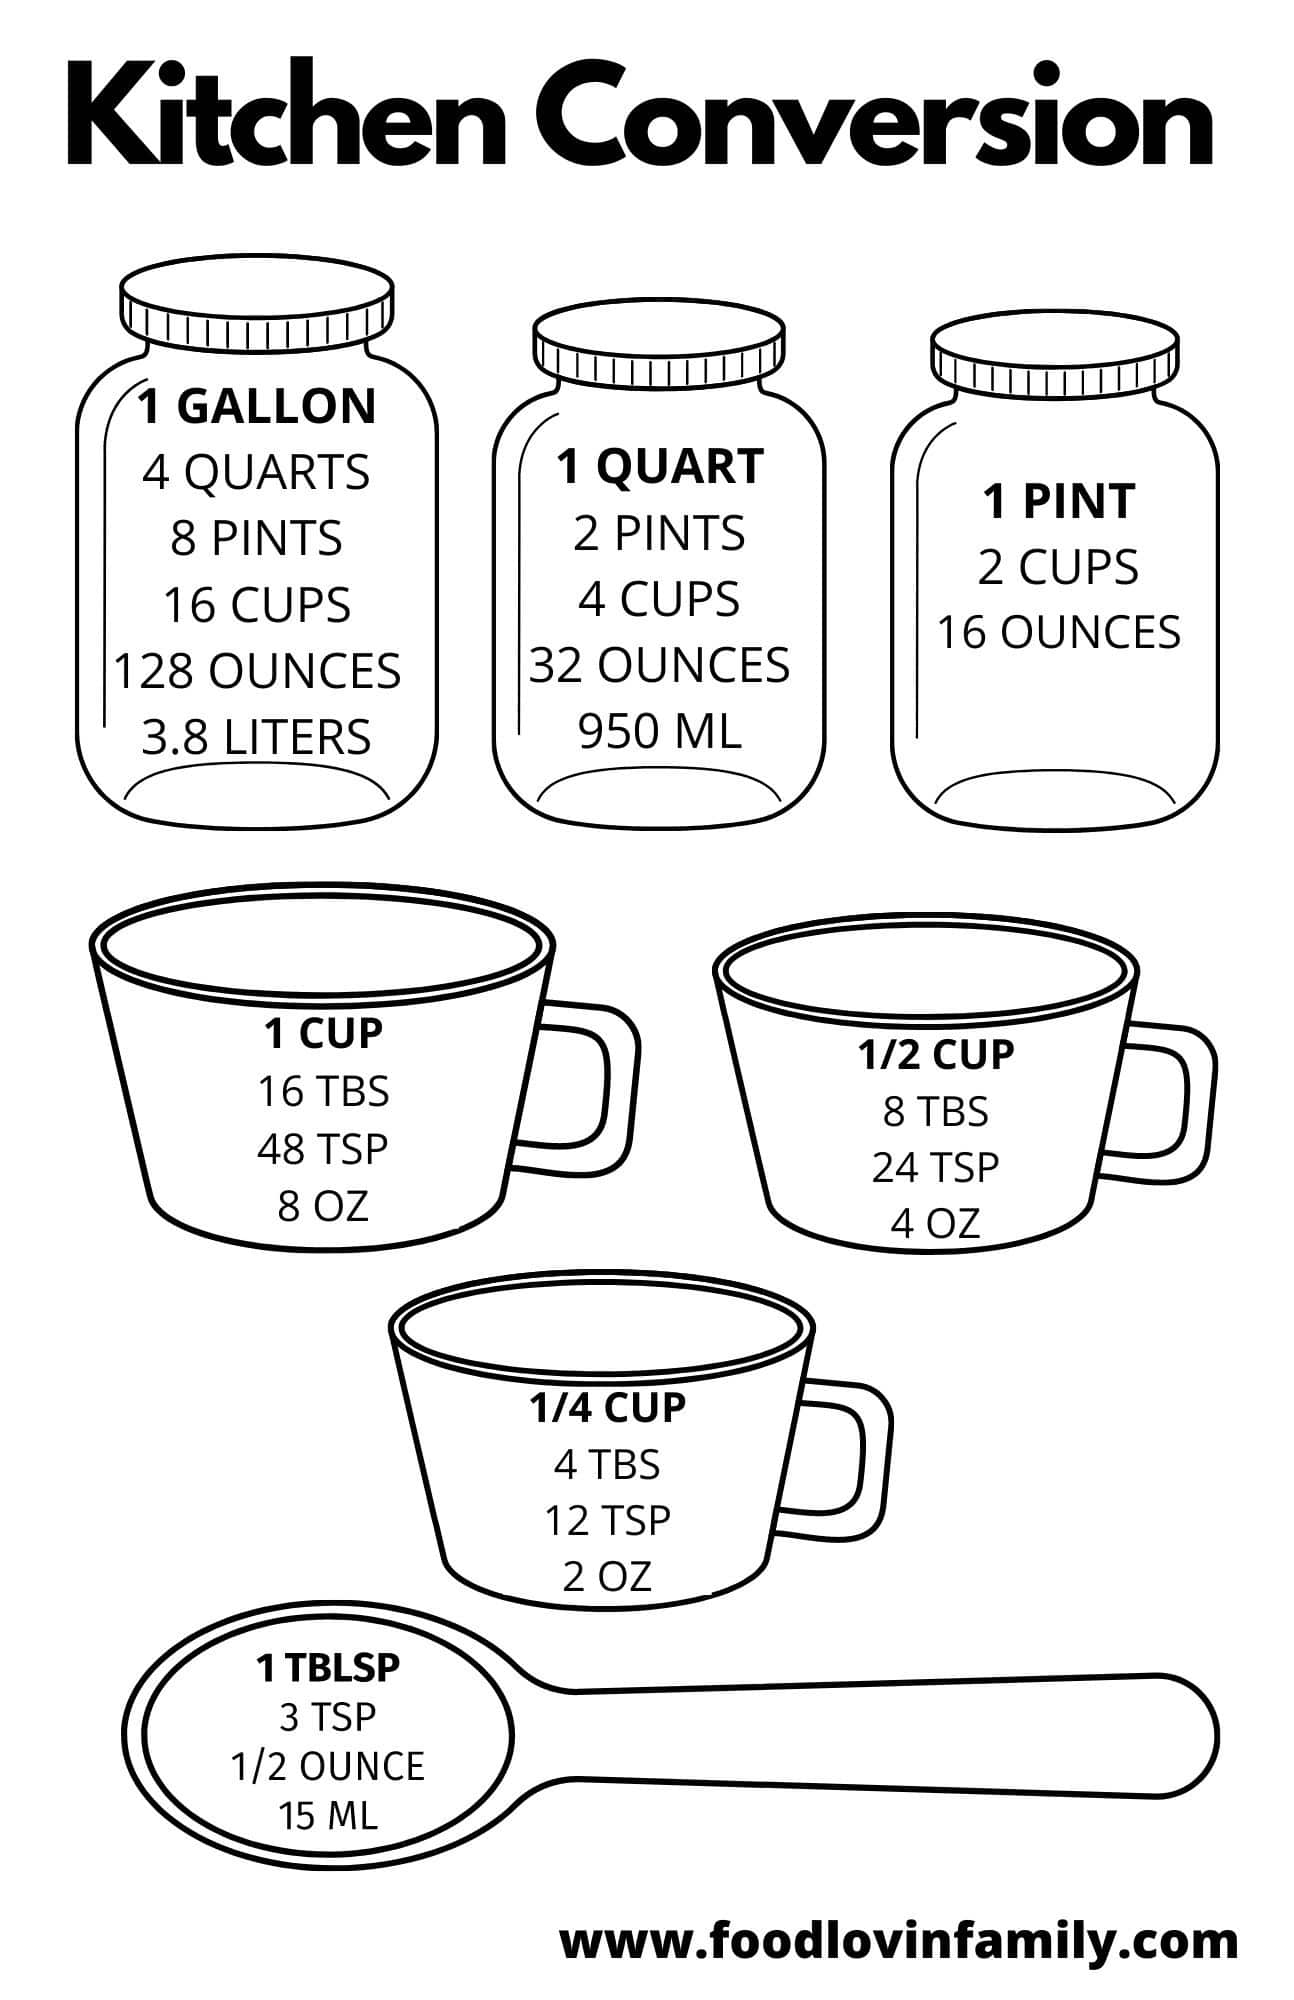 Kitchen Conversion
1 GALLON
4 QUARTS
8 PINTS
16 CUPS
128 OUNCES
3.8 LITERS
1 QUART
2 PINTS
4 CUPS
32 OUNCES
950 ML
1 PINT
2 CUPS
16 OUNCES
1 CUP
16 TBS
48 TSP
8 OZ
1/2 CUP
8 TBS
24 TSP
4 OZ
1/4 CUP
4 TBS
12 TSP
2 OZ
1 TBLSP
3 TSP
1/2 OUNCE
15 ML
www.foodlovinfamily.com